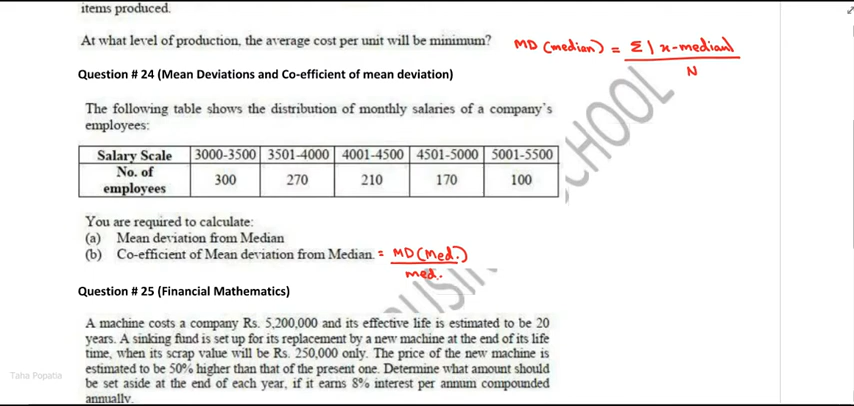 items produced.
At what level of production, the average cost per unit will be minimum?
MD (median) = Σ | x - median|
N
Question # 24 (Mean Deviations and Co-efficient of mean deviation)
The following table shows the distribution of monthly salaries of a company's
employees:
Salary Scale 3000-3500 3501-4000 4001-4500 4501-5000 5001-5500
No. of
employees 300 270 210 170 100
You are required to calculate:
(a) Mean deviation from Median
(b) Co-efficient of Mean deviation from Median. = MD (Med.)
med.
Question # 25 (Financial Mathematics)
A machine costs a company Rs. 5,200,000 and its effective life is estimated to be 20
years. A sinking fund is set up for its replacement by a new machine at the end of its life
time, when its scrap value will be Rs. 250,000 only. The price of the new machine is
estimated to be 50% higher than that of the present one. Determine what amount should
be set aside at the end of each year, if it earns 8% interest per annum compounded
annually.
Taha Popatia
SCHOOL